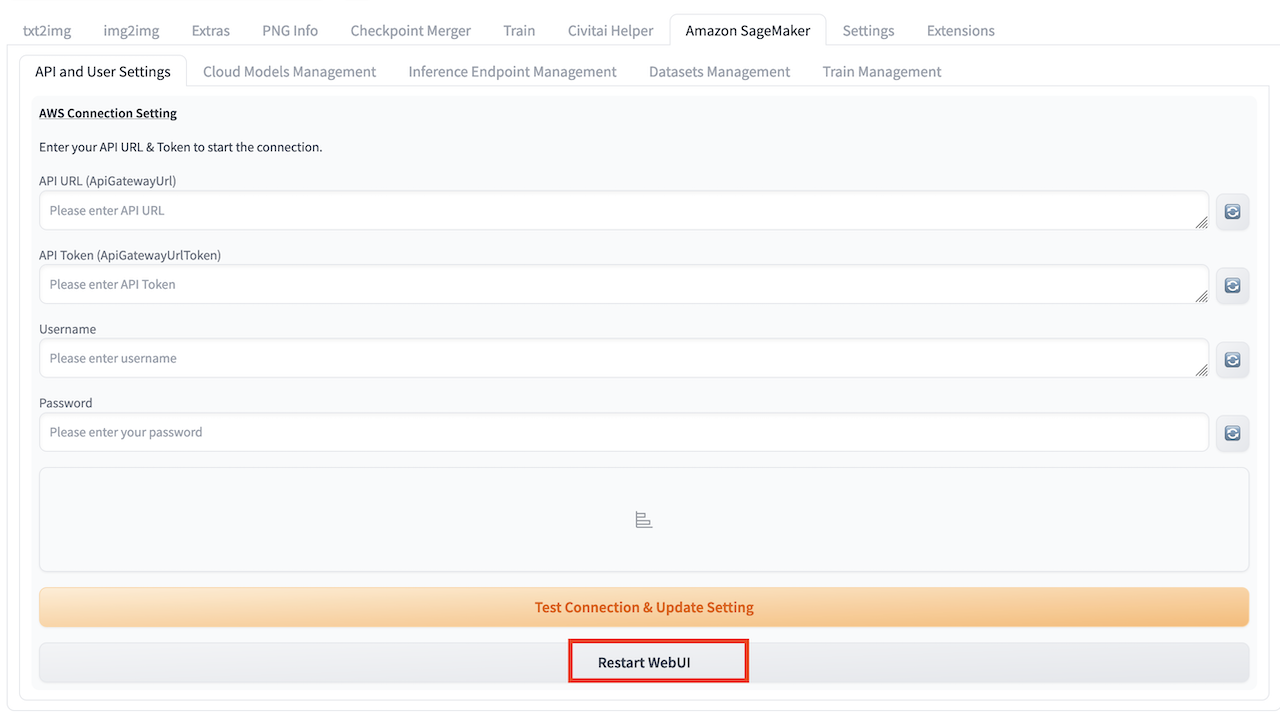 txt2img img2img Extras PNG Info Checkpoint Merger Train Civitai Helper Amazon SageMaker Settings Extensions
API and User Settings Cloud Models Management Inference Endpoint Management Datasets Management Train Management
AWS Connection Setting
Enter your API URL & Token to start the connection.
API URL (ApiGatewayUrl)
Please enter API URL
API Token (ApiGatewayUrlToken)
Please enter API Token
Username
Please enter username
Password
Please enter your password
Test Connection & Update Setting
Restart WebUI